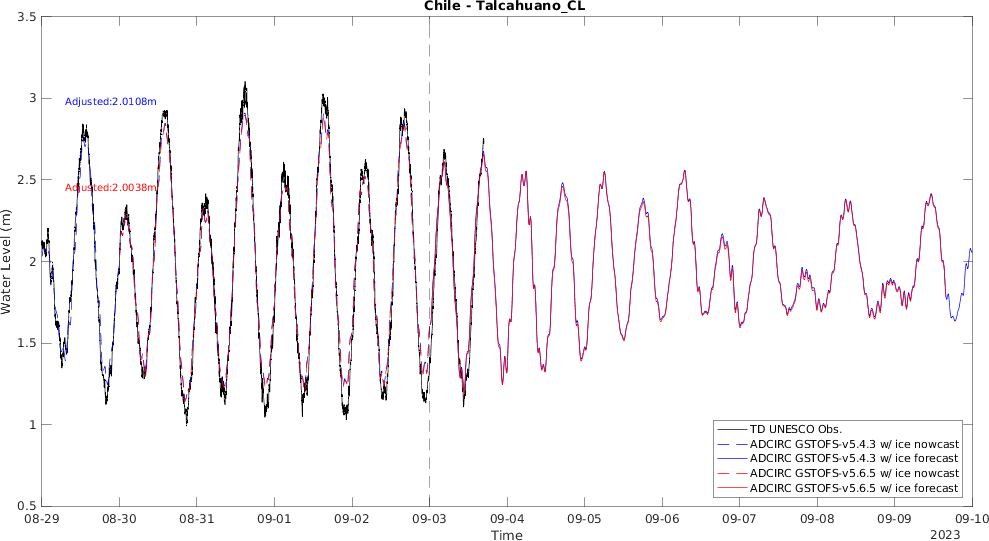 Chile - Talcahuano_CL
3.5
3
2.5
2
1.5
1
0.5
Water Level (m)
Adjusted:2.0108m
Adjusted:2.0038m
TD UNESCO Obs.
ADCIRC GSTOFS-v5.4.3 w/ ice nowcast
ADCIRC GSTOFS-v5.4.3 w/ ice forecast
ADCIRC GSTOFS-v5.6.5 w/ ice nowcast
ADCIRC GSTOFS-v5.6.5 w/ ice forecast
08-29 08-30 08-31 09-01 09-02 09-03 09-04 09-05 09-06 09-07 09-08 09-09 09-10
Time
2023